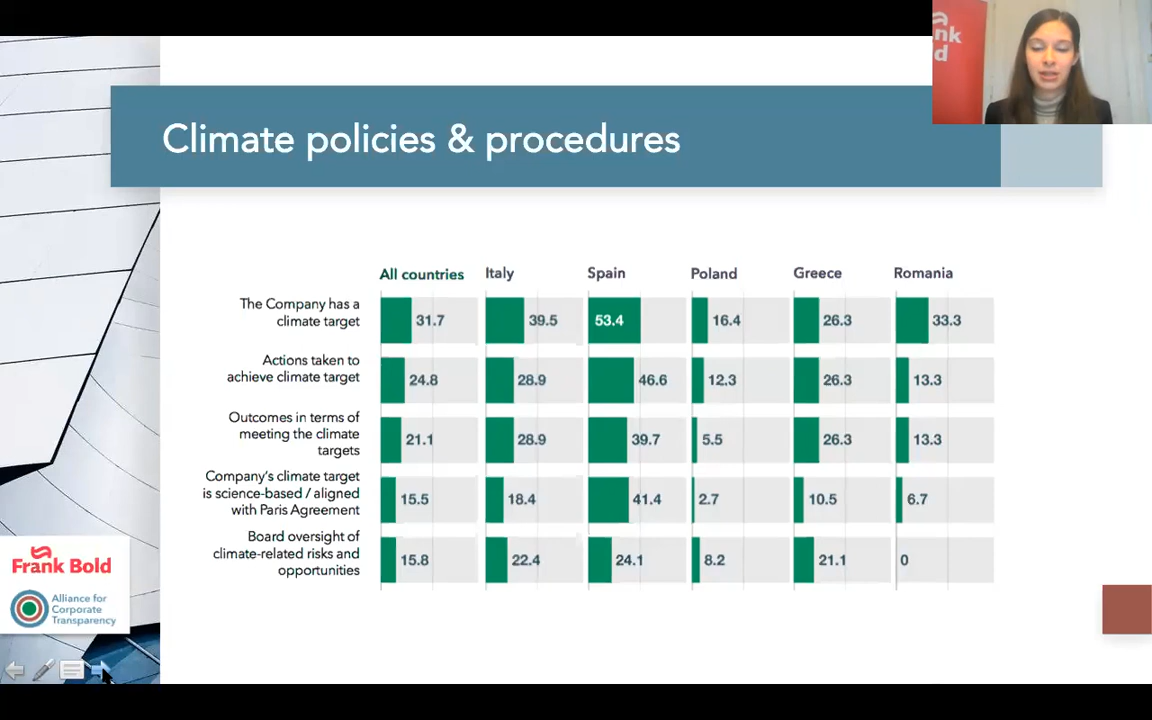 nk
d
Climate policies & procedures
All countries Italy Spain Poland Greece Romania
The Company has a
climate target
31.7 39.5 53.4 16.4 26.3 33.3
Actions taken to
achieve climate target
24.8 28.9 46.6 12.3 26.3 13.3
Outcomes in terms of
meeting the climate
targets
21.1 28.9 39.7 5.5 26.3 13.3
Company's climate target
is science-based / aligned
with Paris Agreement
15.5 18.4 41.4 2.7 10.5 6.7
Board oversight of
climate-related risks and
opportunities
15.8 22.4 24.1 8.2 21.1 0
Frank Bold
Alliance for
Corporate
Transparency